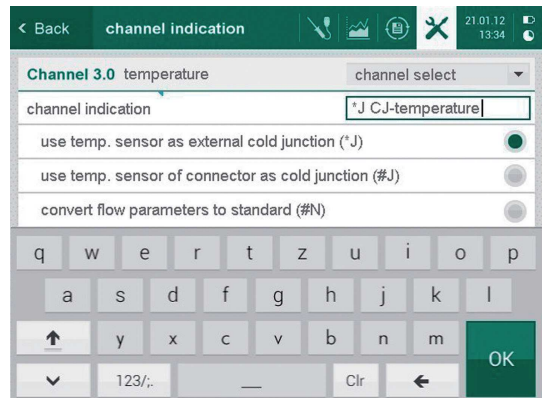 < Back channel indication 21.01.12
13:34
Channel 3.0 temperature channel select
channel indication *J CJ-temperature
use temp. sensor as external cold junction (*J)
use temp. sensor of connector as cold junction (#J)
convert flow parameters to standard (#N)
q w e r t z u i o p
a s d f g h j k l
y x c v b n m OK
123/;. Clr